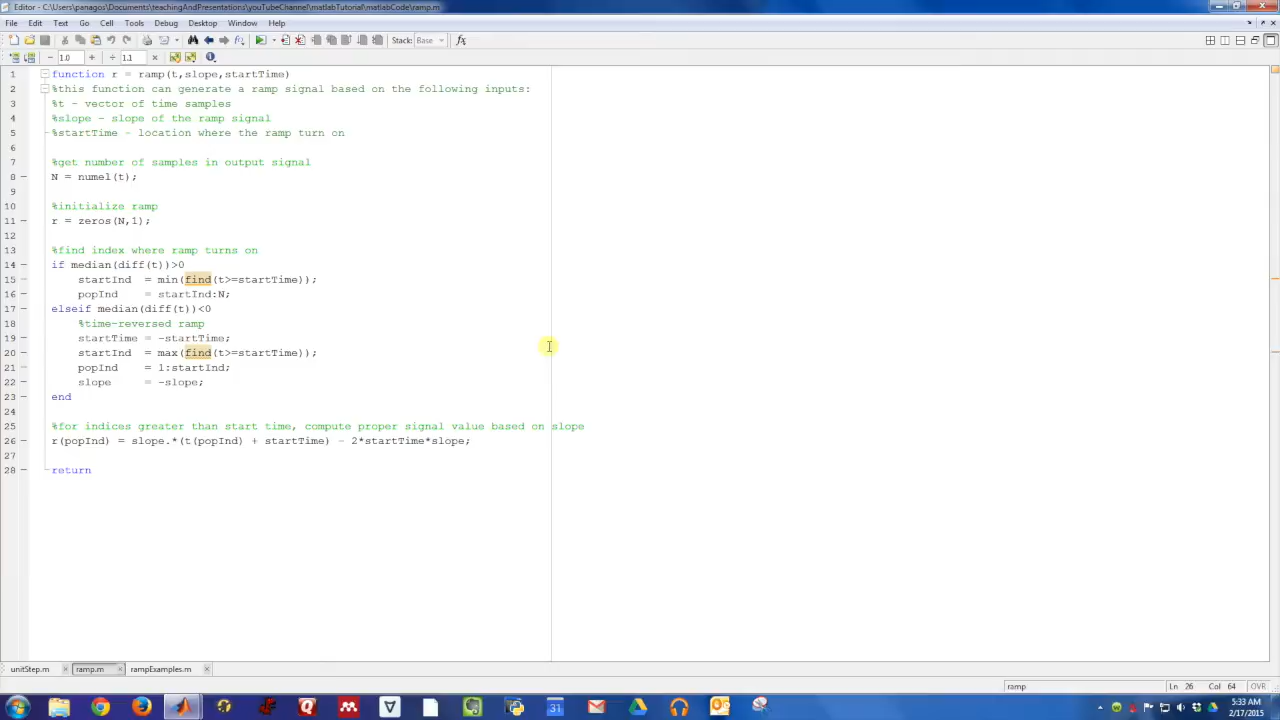 Editor - C:\Users\panagos\Documents\teachingAndPresentations\youTubeChannel\matlabTutorial\matlabCode\ramp.m
File Edit Text Go Cell Tools Debug Desktop Window Help
Stack: Base fx
− 1.0 + ÷ 1.1 ×
1 function r = ramp(t,slope,startTime)
2 %this function can generate a ramp signal based on the following inputs:
3 %t - vector of time samples
4 %slope - slope of the ramp signal
5 %startTime - location where the ramp turn on
6
7 %get number of samples in output signal
8 N = numel(t);
9
10 %initialize ramp
11 r = zeros(N,1);
12
13 %find index where ramp turns on
14 if median(diff(t))>0
15 startInd = min(find(t>=startTime));
16 popInd = startInd:N;
17 elseif median(diff(t))<0
18 %time-reversed ramp
19 startTime = -startTime;
20 startInd = max(find(t>=startTime));
21 popInd = 1:startInd;
22 slope = -slope;
23 end
24
25 %for indices greater than start time, compute proper signal value based on slope
26 r(popInd) = slope.*(t(popInd) + startTime) - 2*startTime*slope;
27
28 return
unitStep.m ramp.m rampExamples.m
ramp Ln 26 Col 64 OVR
5:33 AM
2/17/2015